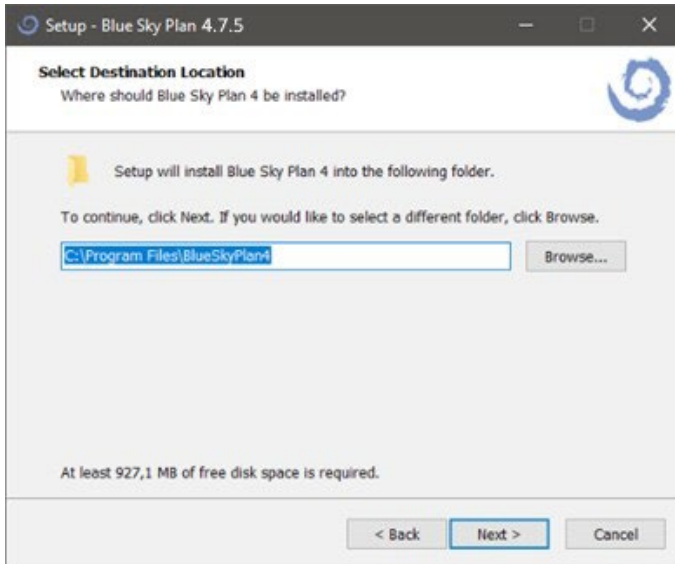 Setup - Blue Sky Plan 4.7.5
Select Destination Location
Where should Blue Sky Plan 4 be installed?
Setup will install Blue Sky Plan 4 into the following folder.
To continue, click Next. If you would like to select a different folder, click Browse.
C:\Program Files\BlueSkyPlan4
Browse...
At least 927,1 MB of free disk space is required.
< Back
Next >
Cancel